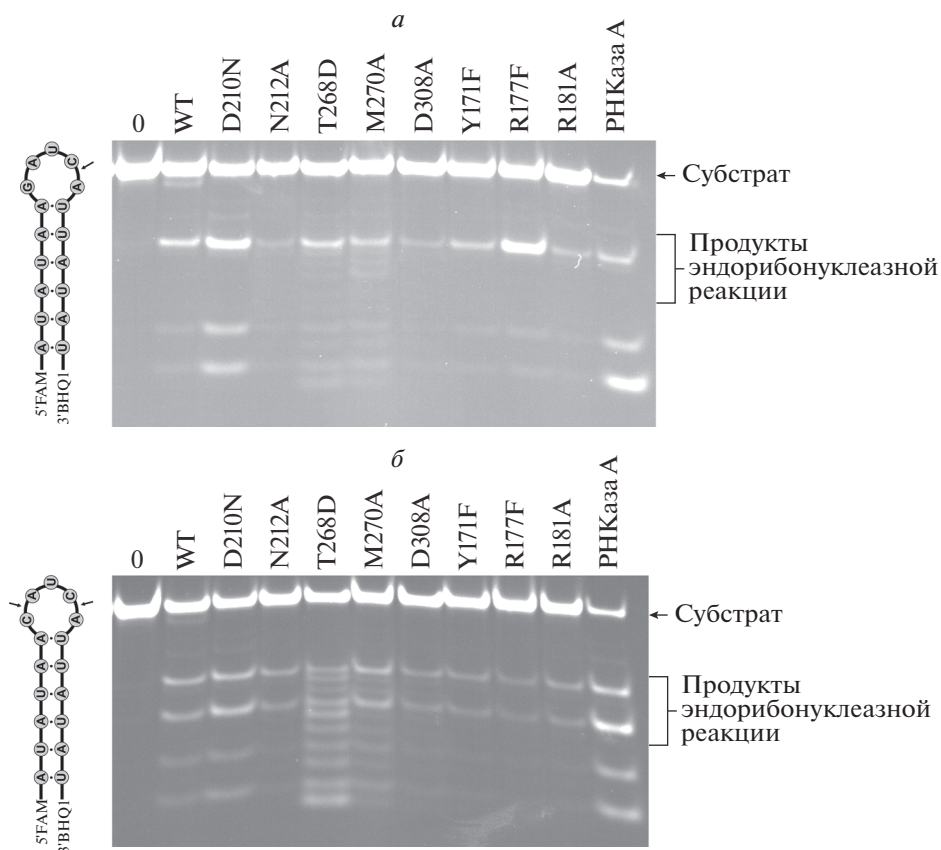 а
0 WT D210N N212A T268D M270A D308A Y171F R177F R181A РНКаза A
A U A U A A G A U C A U U A U A U U
5'FAM
3'BHQ1
Субстрат
Продукты
эндорибонуклеазной
реакции
б
0 WT D210N N212A T268D M270A D308A Y171F R177F R181A РНКаза A
A U A U A A C A U C A U U A U A U U
5'FAM
3'BHQ1
Субстрат
Продукты
эндорибонуклеазной
реакции